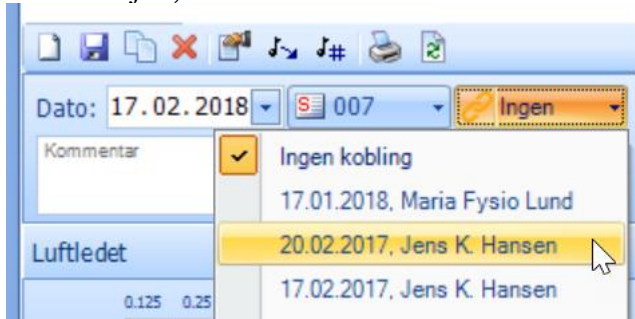 Dato: 17.02.2018 S 007 Ingen
Kommentar
Ingen kobling
17.01.2018, Maria Fysio Lund
20.02.2017, Jens K. Hansen
Luftledet
17.02.2017, Jens K. Hansen
0.125 0.25